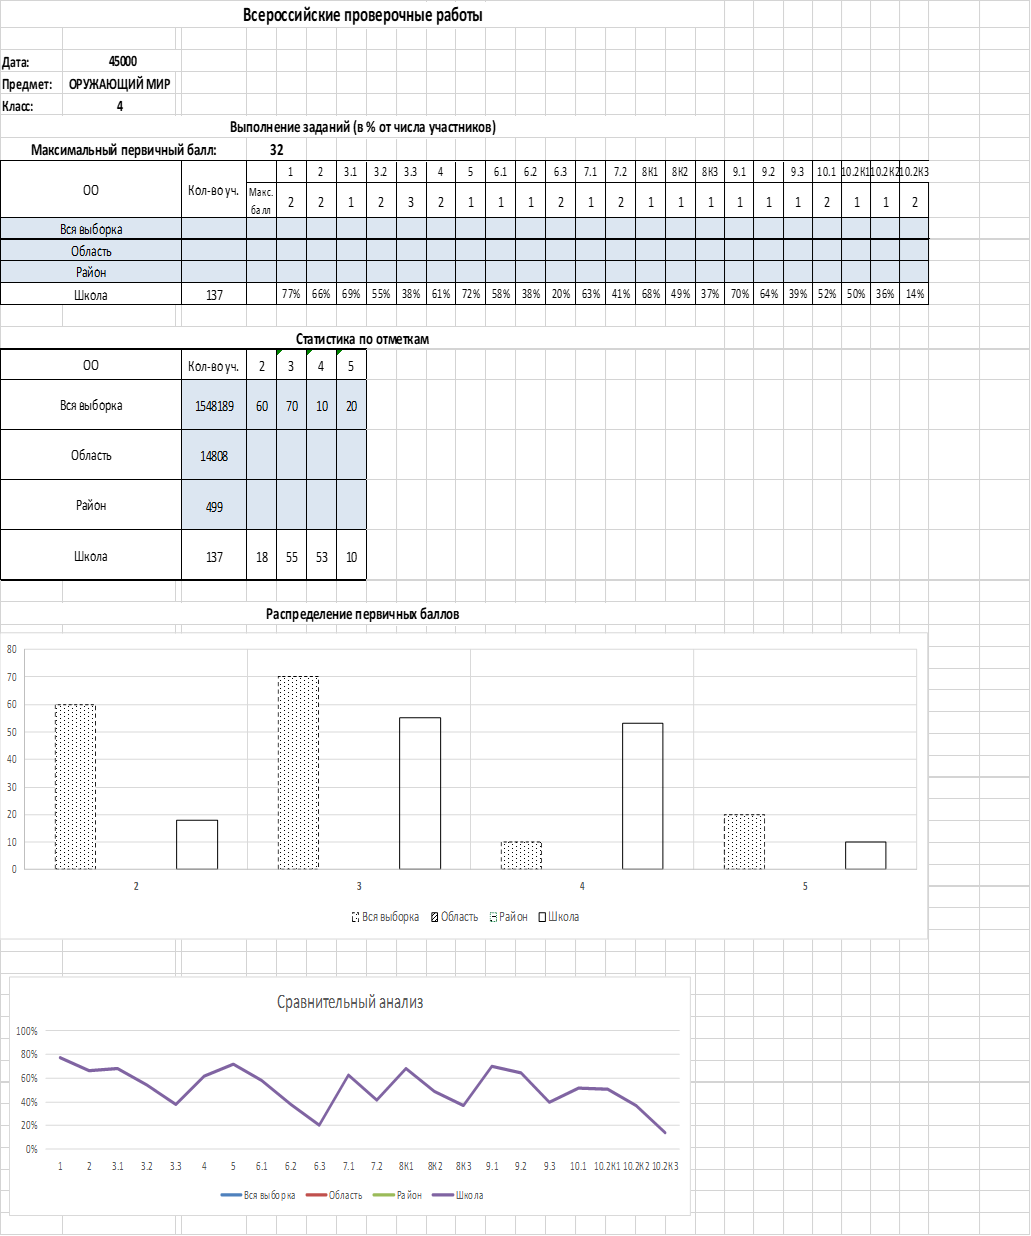 Всероссийские проверочные работы
Дата: 45000
Предмет: ОРУЖАЮЩИЙ МИР
Класс: 4
Выполнение заданий (в % от числа участников)
Максимальный первичный балл: 32
ОО Кол-во уч. 1 2 3.1 3.2 3.3 4 5 6.1 6.2 6.3 7.1 7.2 8К1 8К2 8К3 9.1 9.2 9.3 10.1 10.2К1 10.2К2 10.2К3
Макс. балл 2 2 1 2 3 2 1 1 1 2 1 2 1 1 1 1 1 1 2 1 1 2
Вся выборка
Область
Район
Школа 137 77% 66% 69% 55% 38% 61% 72% 58% 38% 20% 63% 41% 68% 49% 37% 70% 64% 39% 52% 50% 36% 14%
Статистика по отметкам
ОО Кол-во уч. 2 3 4 5
Вся выборка 1548189 60 70 10 20
Область 14808
Район 499
Школа 137 18 55 53 10
Распределение первичных баллов
80
70
60
50
40
30
20
10
0
2 3 4 5
Вся выборка Область Район Школа
Сравнительный анализ
100%
80%
60%
40%
20%
0%
1 2 3.1 3.2 3.3 4 5 6.1 6.2 6.3 7.1 7.2 8К1 8К2 8К3 9.1 9.2 9.3 10.1 10.2К1 10.2К2 10.2К3
Вся выборка Область Район Школа